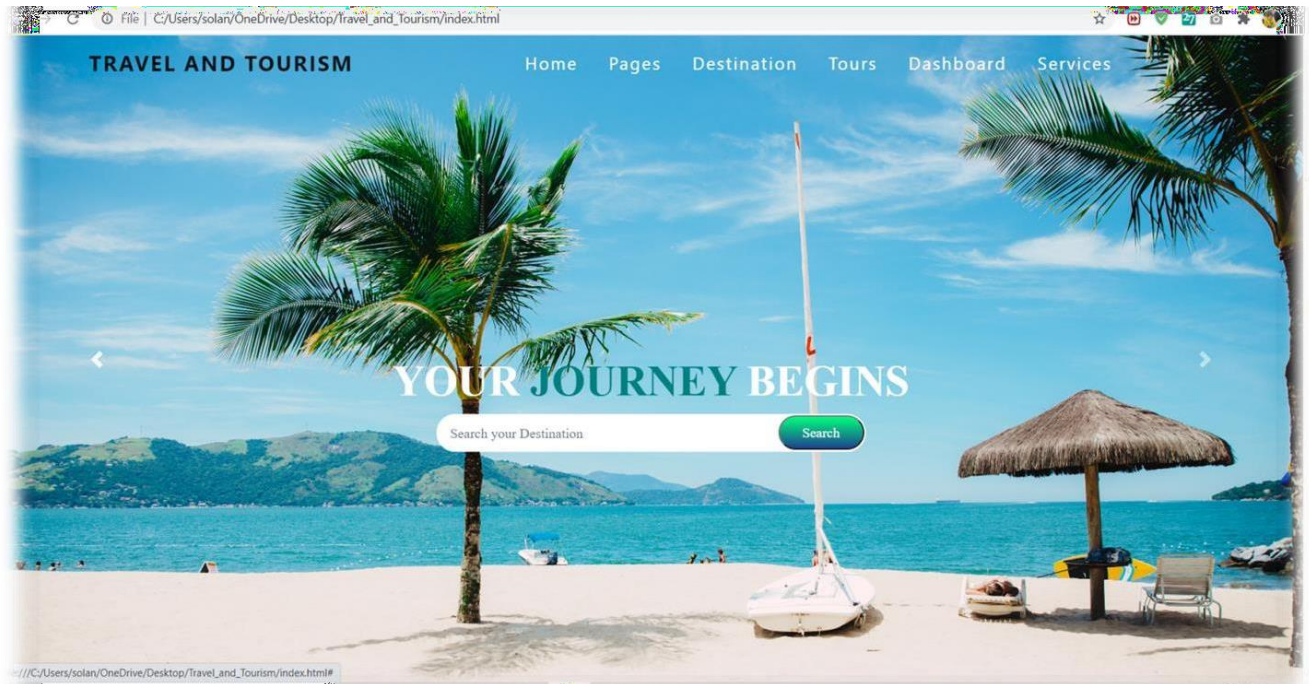 File | C:/Users/solan/OneDrive/Desktop/Travel_and_Tourism/index.html
27
TRAVEL AND TOURISM
Home Pages Destination Tours Dashboard Services
YOUR JOURNEY BEGINS
Search your Destination Search
///C:/Users/solan/OneDrive/Desktop/Travel_and_Tourism/index.html#